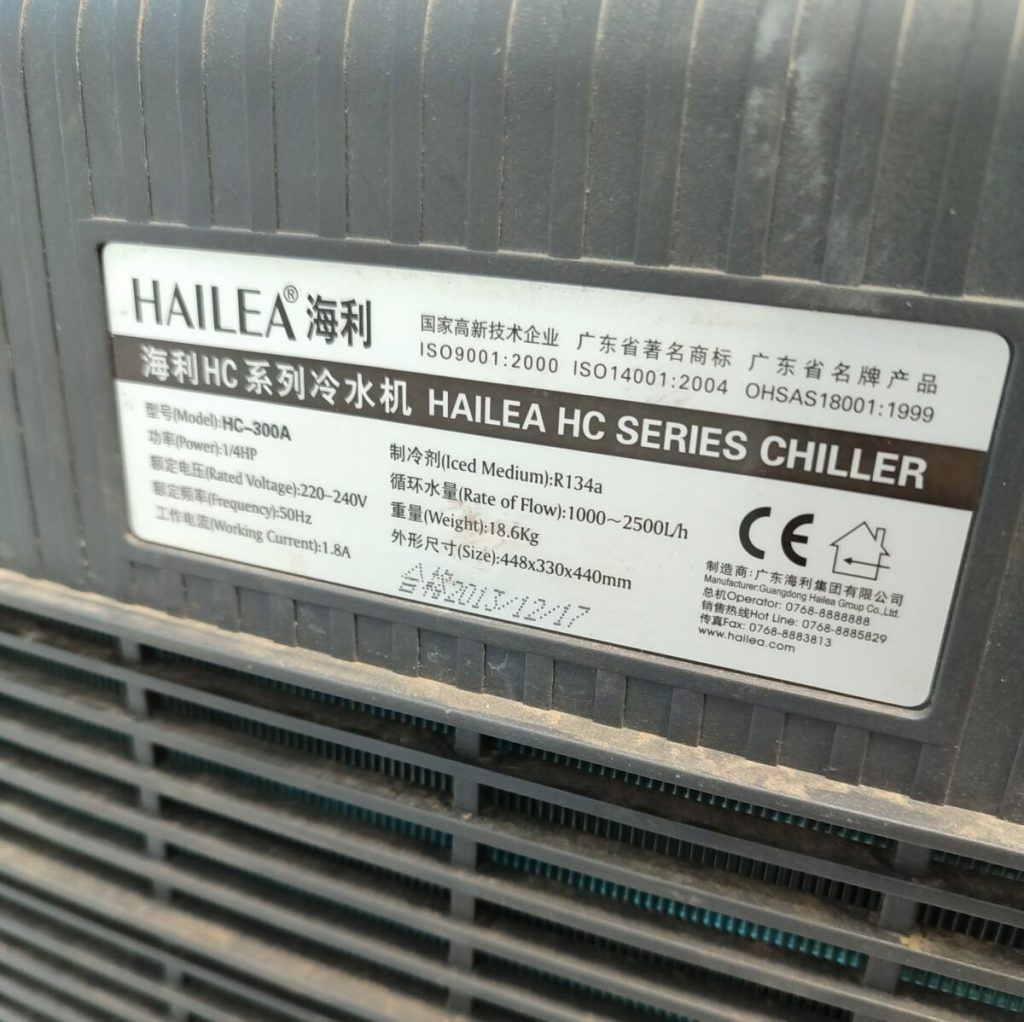 HAILEA® 海利
国家高新技术企业 广东省著名商标 广东省名牌产品
ISO9001:2000 ISO14001:2004 OHSAS18001:1999
海利HC系列冷水机 HAILEA HC SERIES CHILLER
型号(Model):HC-300A
功率(Power):1/4HP
额定电压(Rated Voltage):220-240V
额定频率(Frequency):50Hz
工作电流(Working Current):1.8A
制冷剂(Iced Medium):R134a
循环水量(Rate of Flow):1000~2500L/h
重量(Weight):18.6Kg
外形尺寸(Size):448x330x440mm
合格2013/12/17
CE
制造商:广东海利集团有限公司
Manufacturer:Guangdong Hailea Group Co.,Ltd.
总机Operator: 0768-8888888
销售热线Hot Line: 0768-8885829
传真Fax: 0768-8883813
www.hailea.com